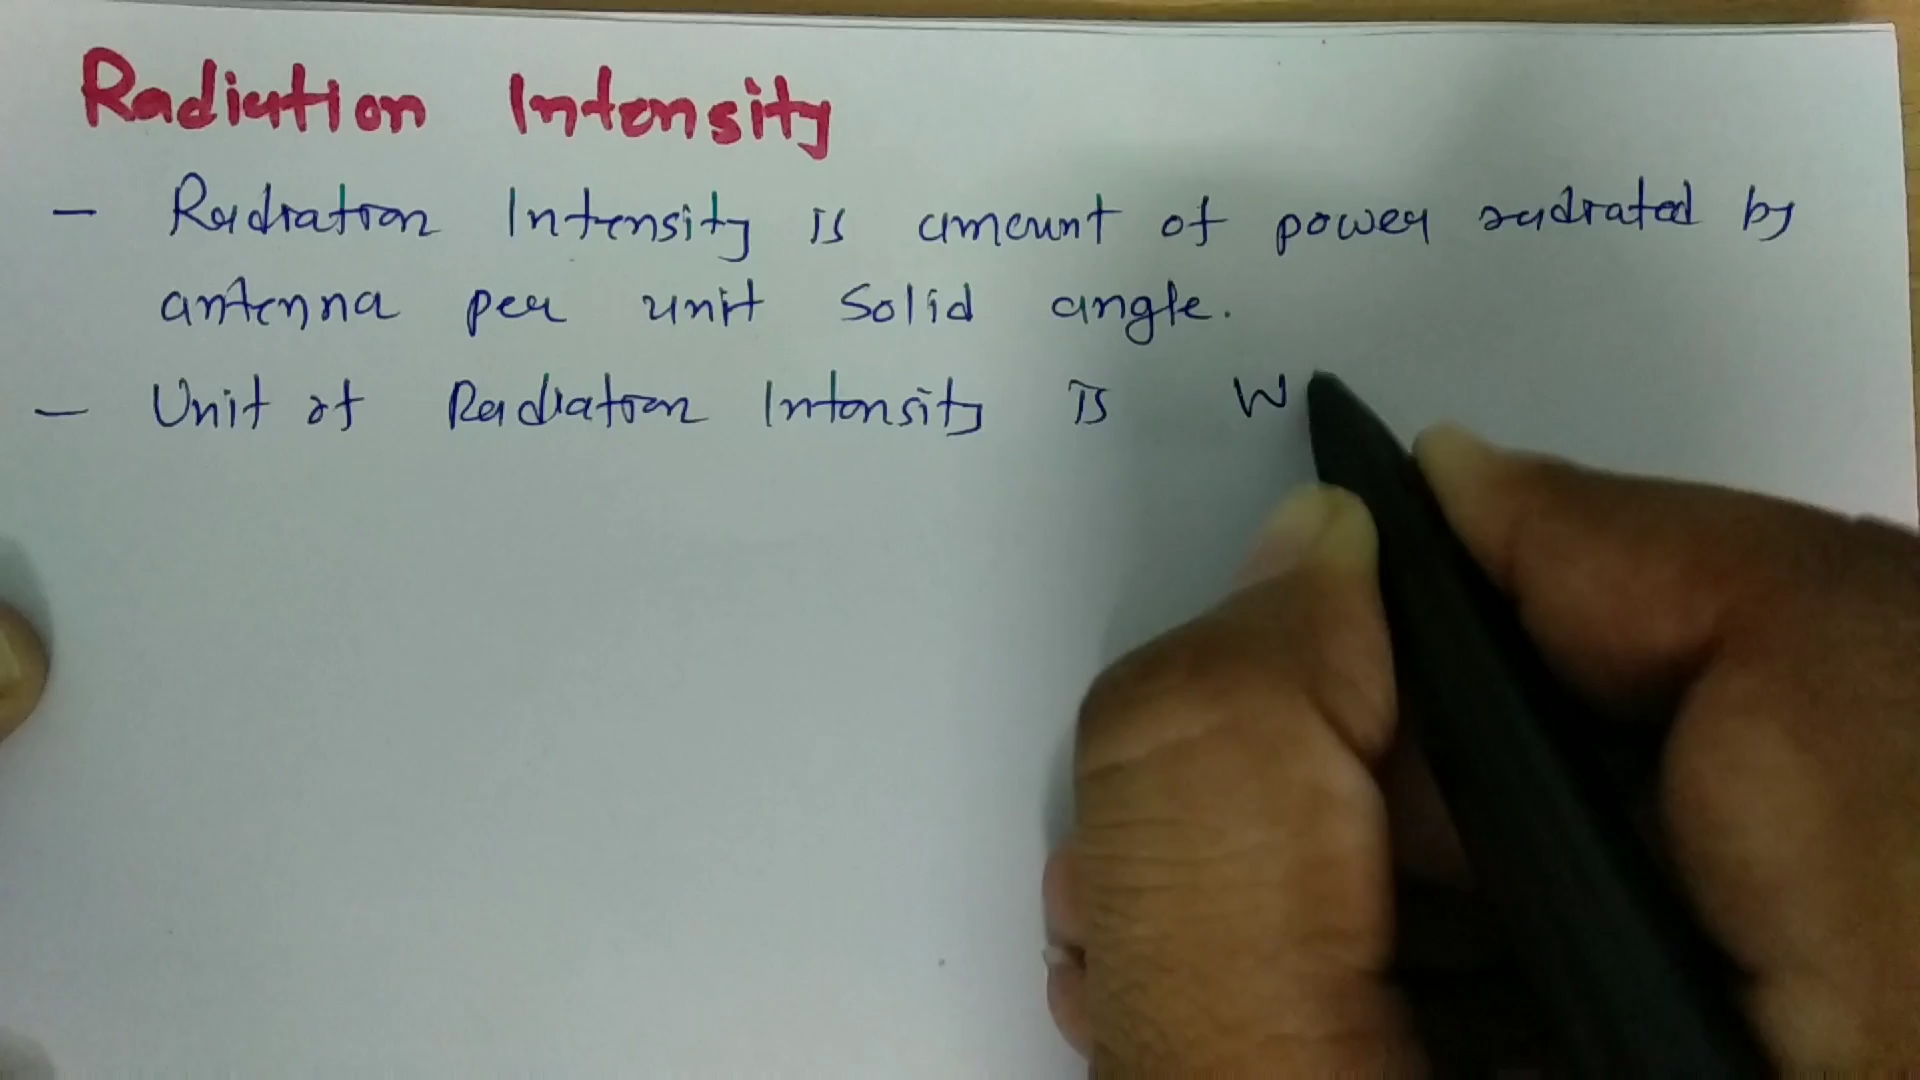 Radiation Intensity
- Radiation Intensity is amount of power radiated by
antenna per unit solid angle.
- Unit of Radiation Intensity is W